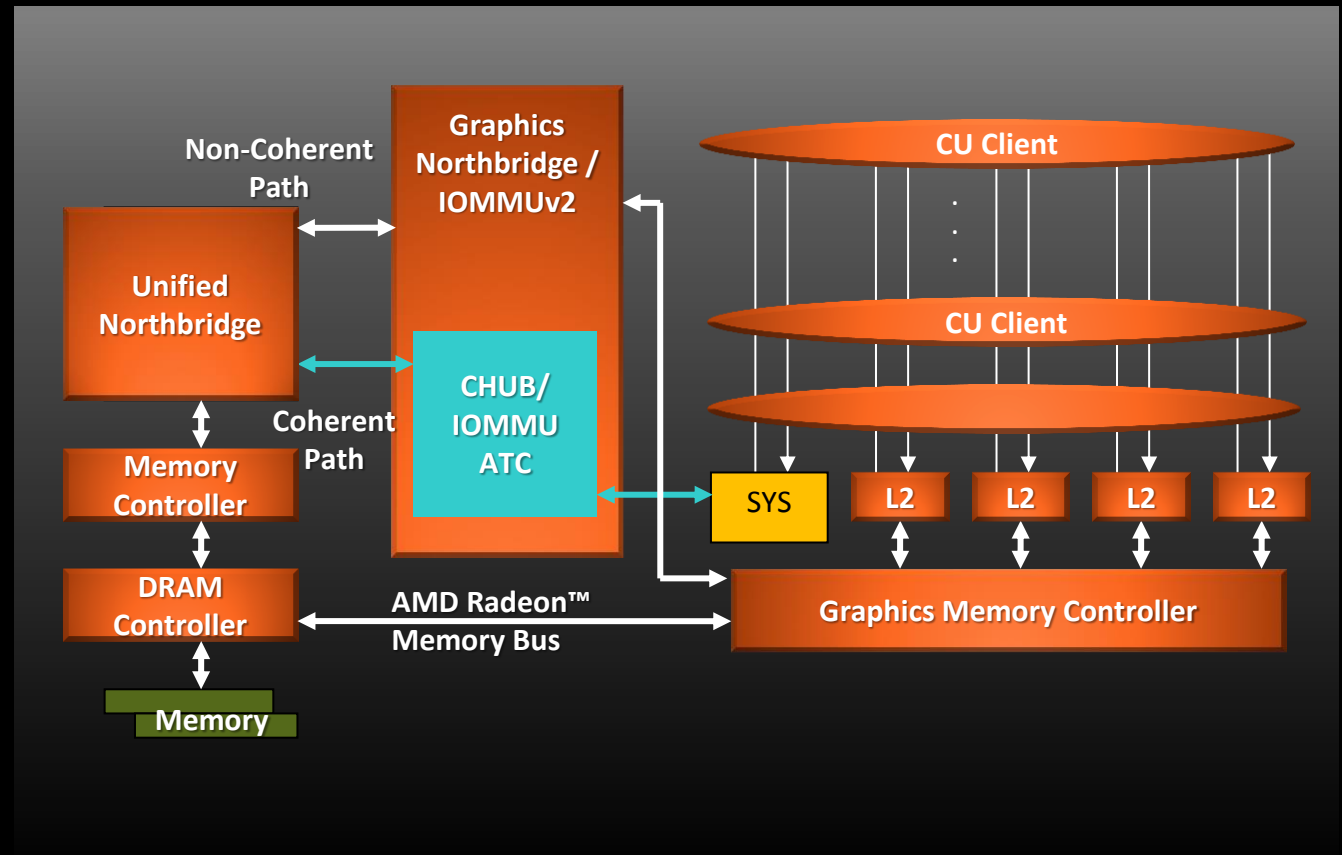 Non-Coherent
Path
Graphics
Northbridge /
IOMMUv2
CU Client
.
.
.
Unified
Northbridge
CU Client
CHUB/
IOMMU
ATC
Coherent
Path
Memory
Controller
SYS
L2
L2
L2
L2
DRAM
Controller
AMD Radeon™
Memory Bus
Graphics Memory Controller
Memory